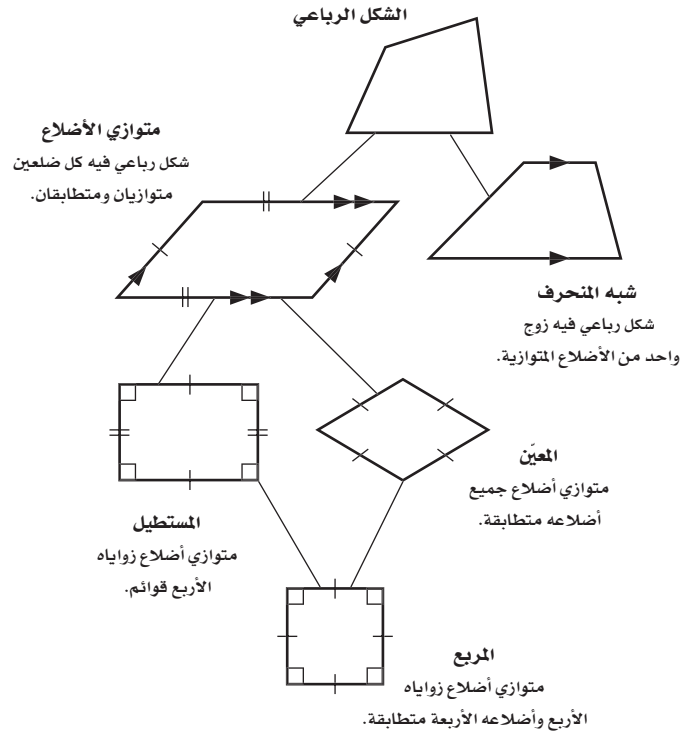 الشكل الرباعي
متوازي الأضلاع
شكل رباعي فيه كل ضلعين
متوازيان ومتطابقان.
شبه المنحرف
شكل رباعي فيه زوج
واحد من الأضلاع المتوازية.
المعيّن
متوازي أضلاع جميع
أضلاعه متطابقة.
المستطيل
متوازي أضلاع زواياه
الأربع قوائم.
المربع
متوازي أضلاع زواياه
الأربع وأضلاعه الأربعة متطابقة.